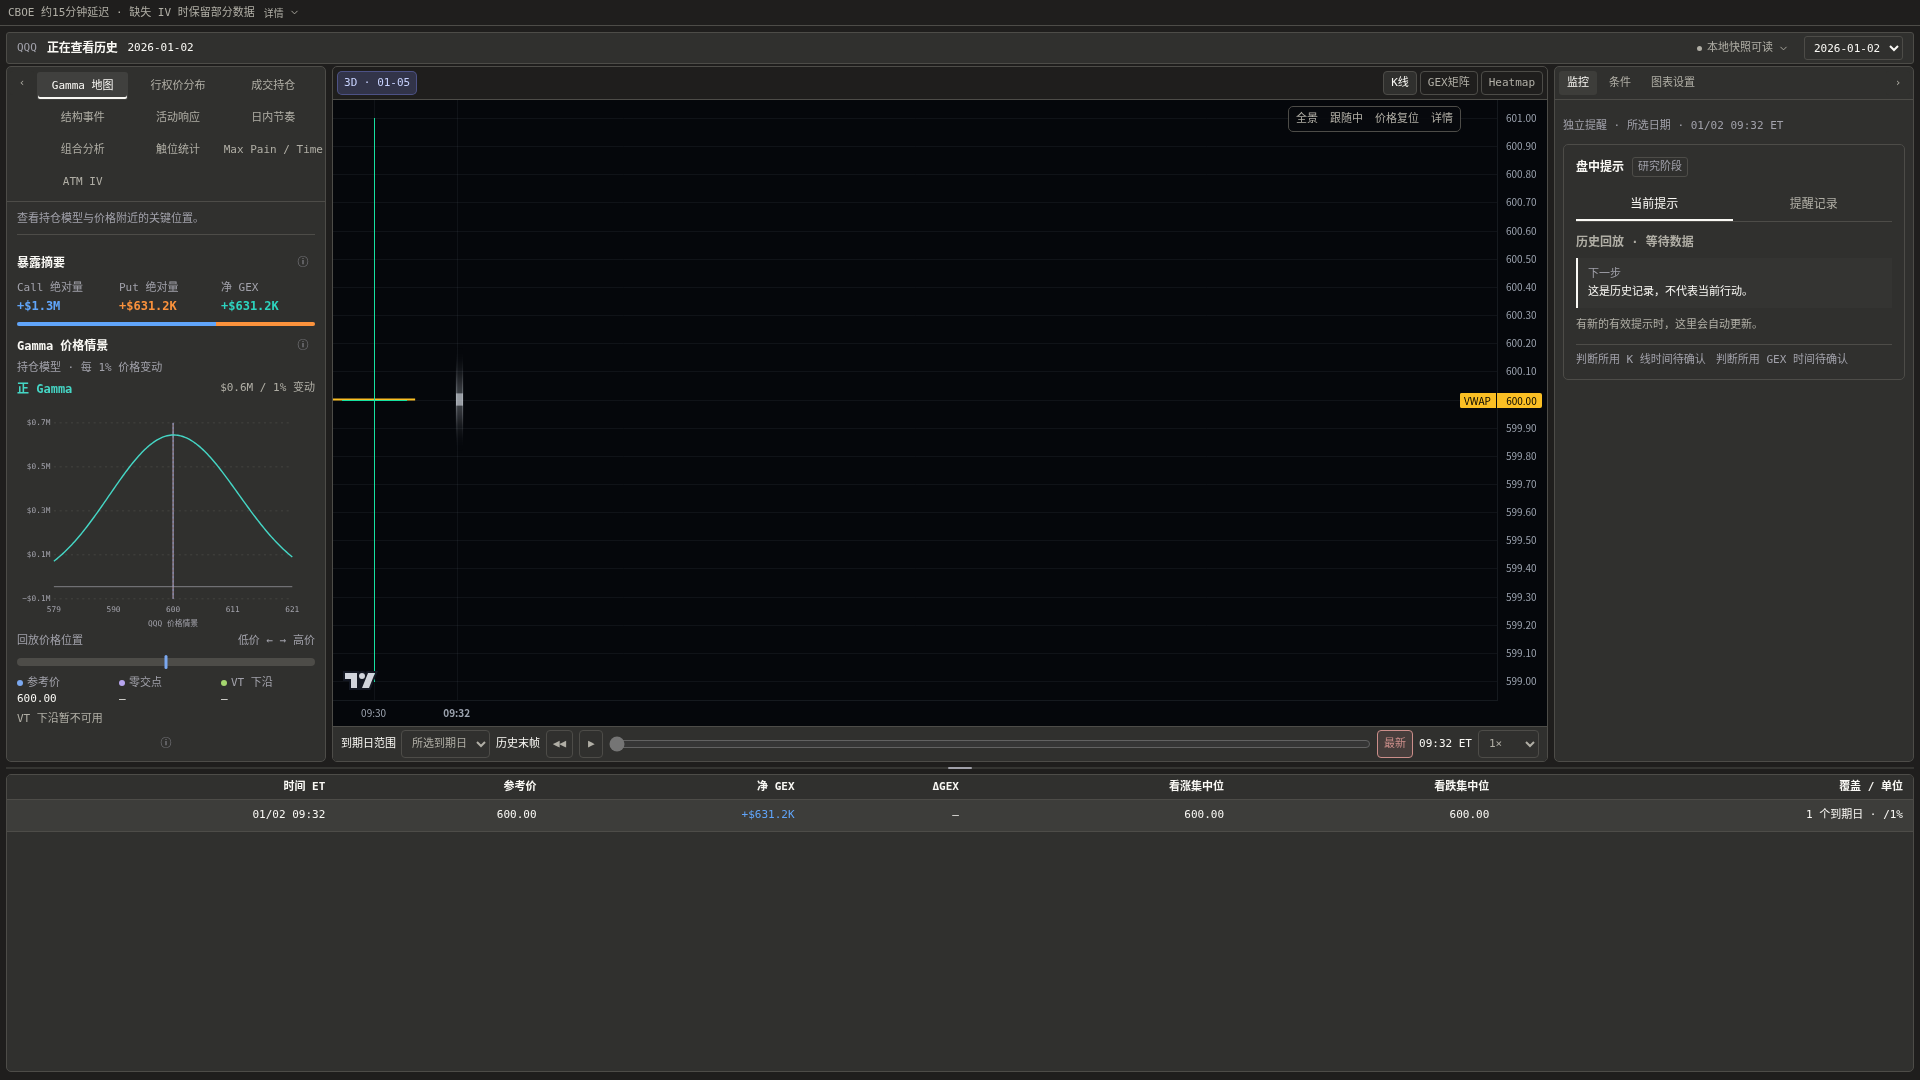 CBOE 约15分钟延迟 · 缺失 IV 时保留部分数据 详情
QQQ 正在查看历史 2026-01-02
本地快照可读 2026-01-02
Gamma 地图 行权价分布 成交持仓
结构事件 活动响应 日内节奏
组合分析 触位统计 Max Pain / Time
ATM IV
查看持仓模型与价格附近的关键位置。
暴露摘要
Call 绝对量 Put 绝对量 净 GEX
+$1.3M +$631.2K +$631.2K
Gamma 价格情景
持仓模型 · 每 1% 价格变动
正 Gamma $0.6M / 1% 变动
$0.7M
$0.5M
$0.3M
$0.1M
−$0.1M
579 590 600 611 621
QQQ 价格情景
回放价格位置 低价 ← → 高价
参考价 零交点 VT 下沿
600.00 — —
VT 下沿暂不可用
3D · 01-05
K线 GEX矩阵 Heatmap
全景 跟随中 价格复位 详情
601.00
600.90
600.80
600.70
600.60
600.50
600.40
600.30
600.20
600.10
VWAP 600.00
599.90
599.80
599.70
599.60
599.50
599.40
599.30
599.20
599.10
599.00
09:30 09:32
到期日范围 所选到期日 历史末帧 最新 09:32 ET 1×
监控 条件 图表设置
独立提醒 · 所选日期 · 01/02 09:32 ET
盘中提示 研究阶段
当前提示 提醒记录
历史回放 · 等待数据
下一步
这是历史记录，不代表当前行动。
有新的有效提示时，这里会自动更新。
判断所用 K 线时间待确认 判断所用 GEX 时间待确认
时间 ET 参考价 净 GEX ΔGEX 看涨集中位 看跌集中位 覆盖 / 单位
01/02 09:32 600.00 +$631.2K — 600.00 600.00 1 个到期日 · /1%